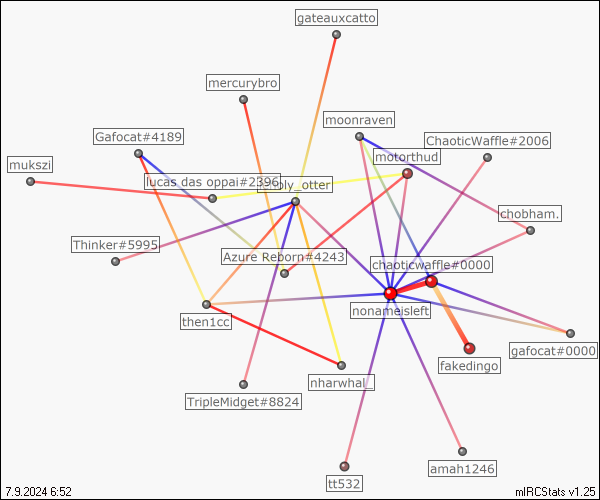 gateauxcatto
mercurybro
moonraven
Gafocat#4189
ChaoticWaffle#2006
motorthud
mukszi
lucas das oppai#2396
_otter
chobham.
Thinker#5995
Azure Reborn#4243
chaoticwaffle#0000
nonameisleft
then1cc
gafocat#0000
fakedingo
nharwhal_
TripleMidget#8824
amah1246
tt532
7.9.2024 6:52
mIRCStats v1.25